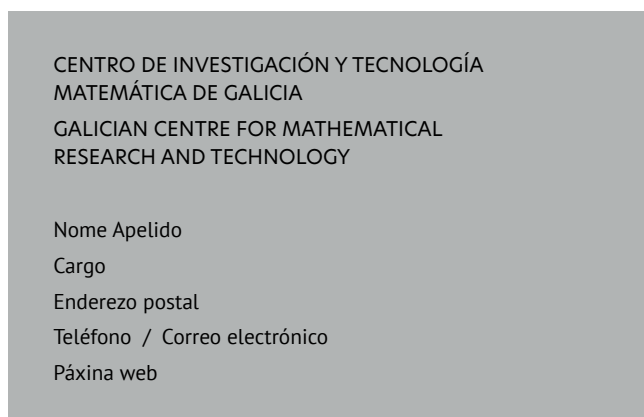 CENTRO DE INVESTIGACIÓN Y TECNOLOGÍA
MATEMÁTICA DE GALICIA
GALICIAN CENTRE FOR MATHEMATICAL
RESEARCH AND TECHNOLOGY
Nome Apelido
Cargo
Enderezo postal
Teléfono / Correo electrónico
Páxina web